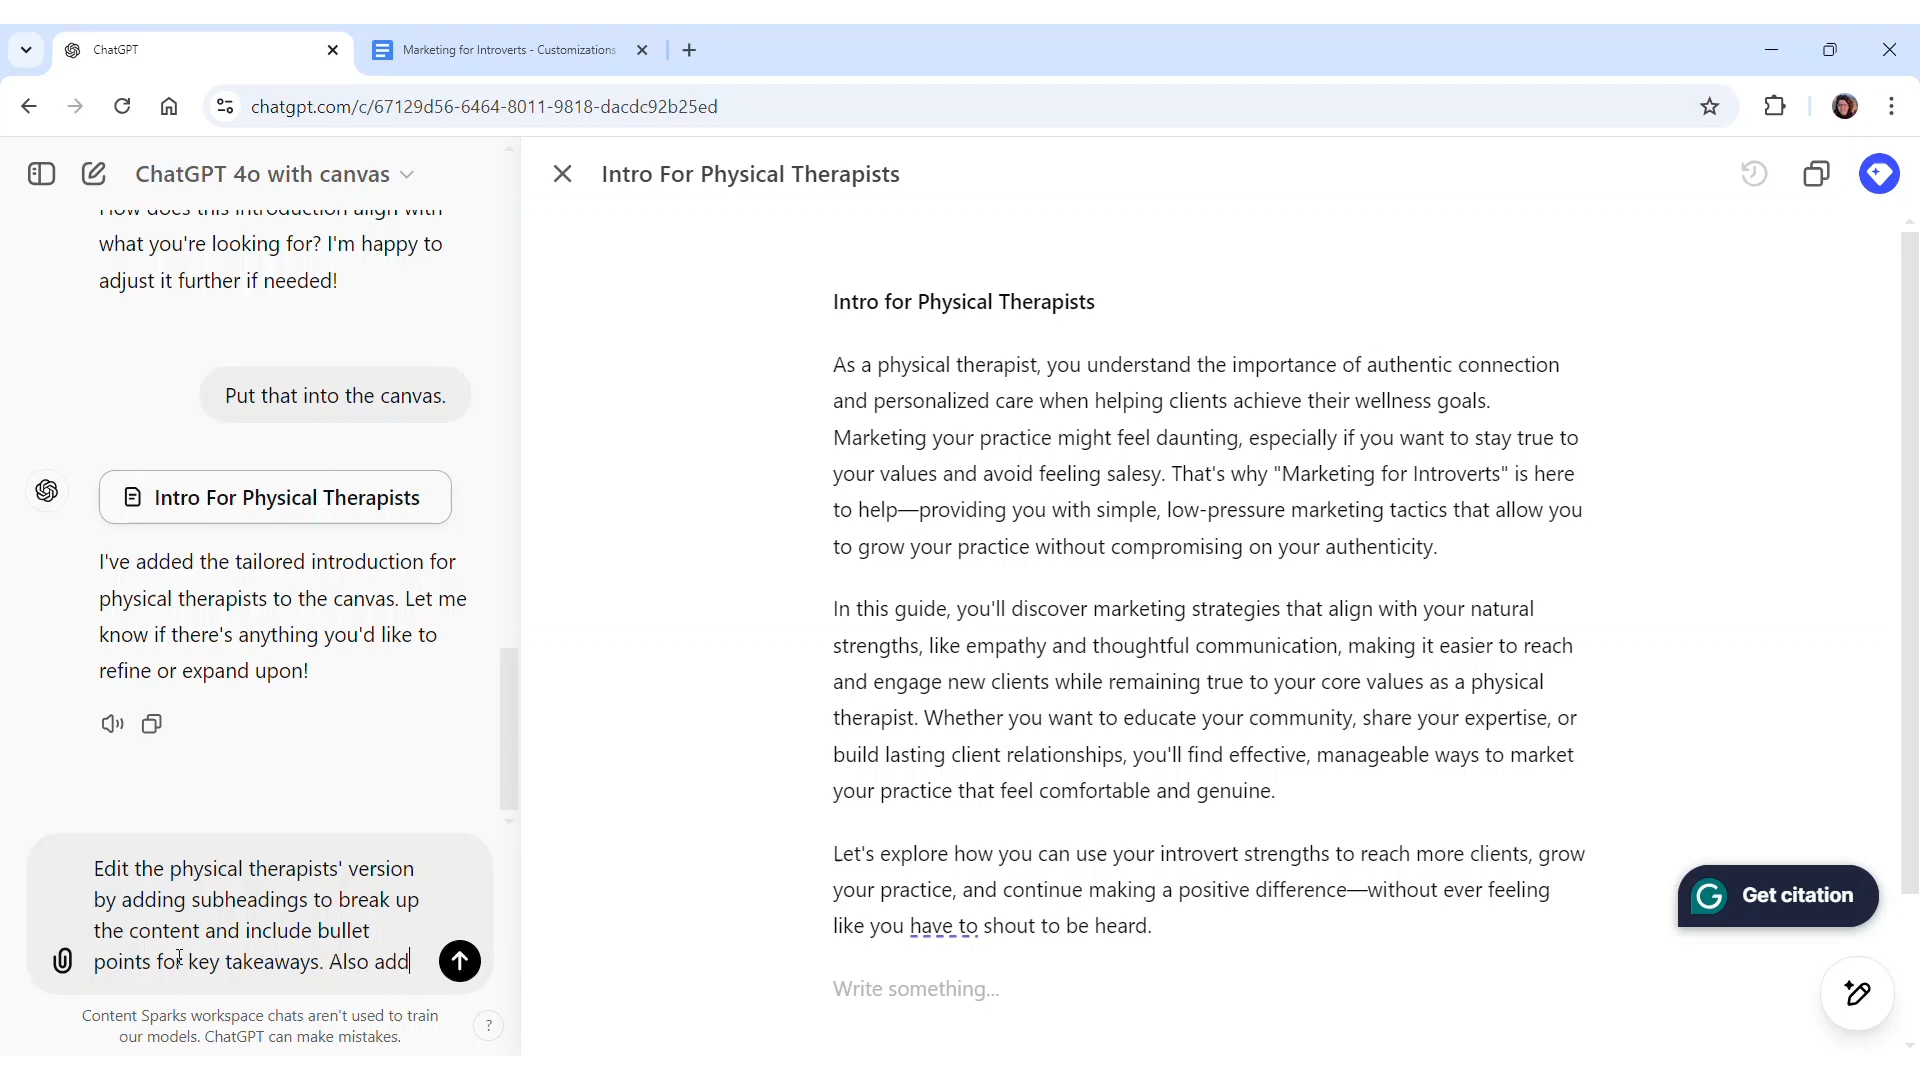 ChatGPT
Marketing for Introverts - Customizations
chatgpt.com/c/67129d56-6464-8011-9818-dacdc92b25ed
ChatGPT 4o with canvas
Intro For Physical Therapists
How does this introduction align with
what you're looking for? I'm happy to
adjust it further if needed!
Put that into the canvas.
Intro For Physical Therapists
I've added the tailored introduction for
physical therapists to the canvas. Let me
know if there's anything you'd like to
refine or expand upon!
Edit the physical therapists' version
by adding subheadings to break up
the content and include bullet
points for key takeaways. Also add
Content Sparks workspace chats aren't used to train
our models. ChatGPT can make mistakes.
?
Intro for Physical Therapists
As a physical therapist, you understand the importance of authentic connection
and personalized care when helping clients achieve their wellness goals.
Marketing your practice might feel daunting, especially if you want to stay true to
your values and avoid feeling salesy. That's why "Marketing for Introverts" is here
to help—providing you with simple, low-pressure marketing tactics that allow you
to grow your practice without compromising on your authenticity.
In this guide, you'll discover marketing strategies that align with your natural
strengths, like empathy and thoughtful communication, making it easier to reach
and engage new clients while remaining true to your core values as a physical
therapist. Whether you want to educate your community, share your expertise, or
build lasting client relationships, you'll find effective, manageable ways to market
your practice that feel comfortable and genuine.
Let's explore how you can use your introvert strengths to reach more clients, grow
your practice, and continue making a positive difference—without ever feeling
like you have to shout to be heard.
Write something...
Get citation